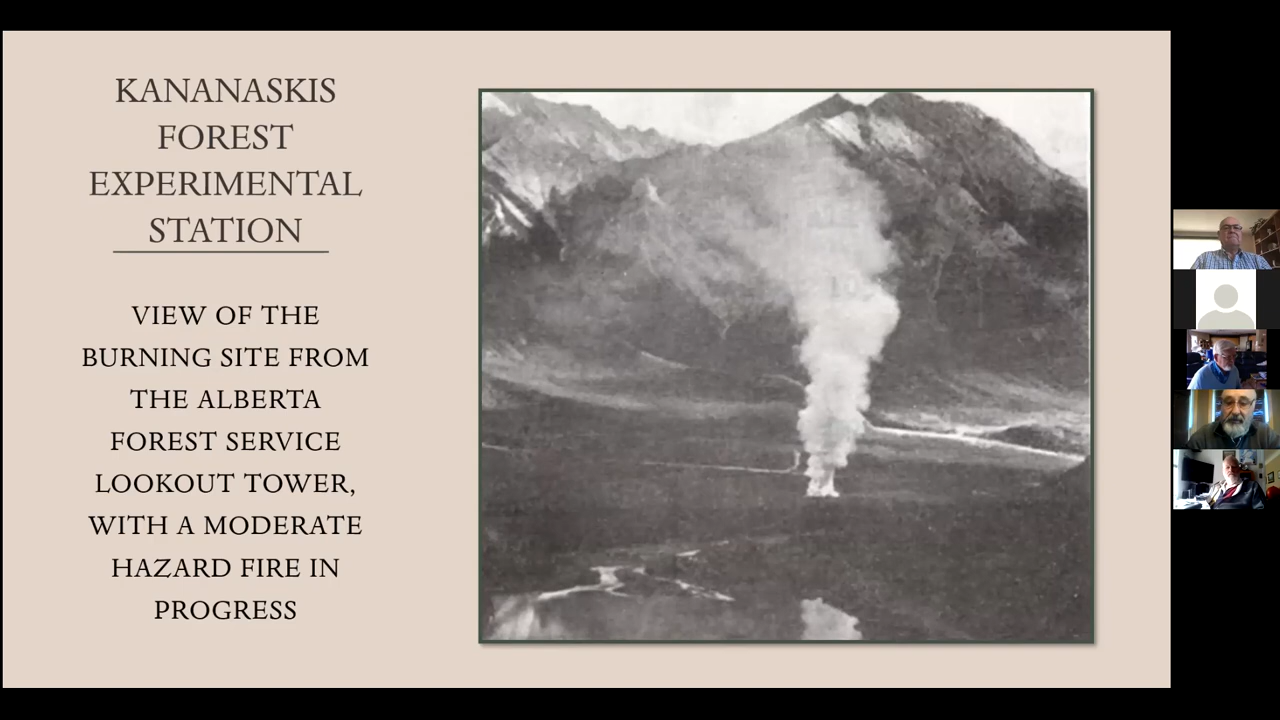 KANANASKIS
FOREST
EXPERIMENTAL
STATION
VIEW OF THE
BURNING SITE FROM
THE ALBERTA
FOREST SERVICE
LOOKOUT TOWER,
WITH A MODERATE
HAZARD FIRE IN
PROGRESS